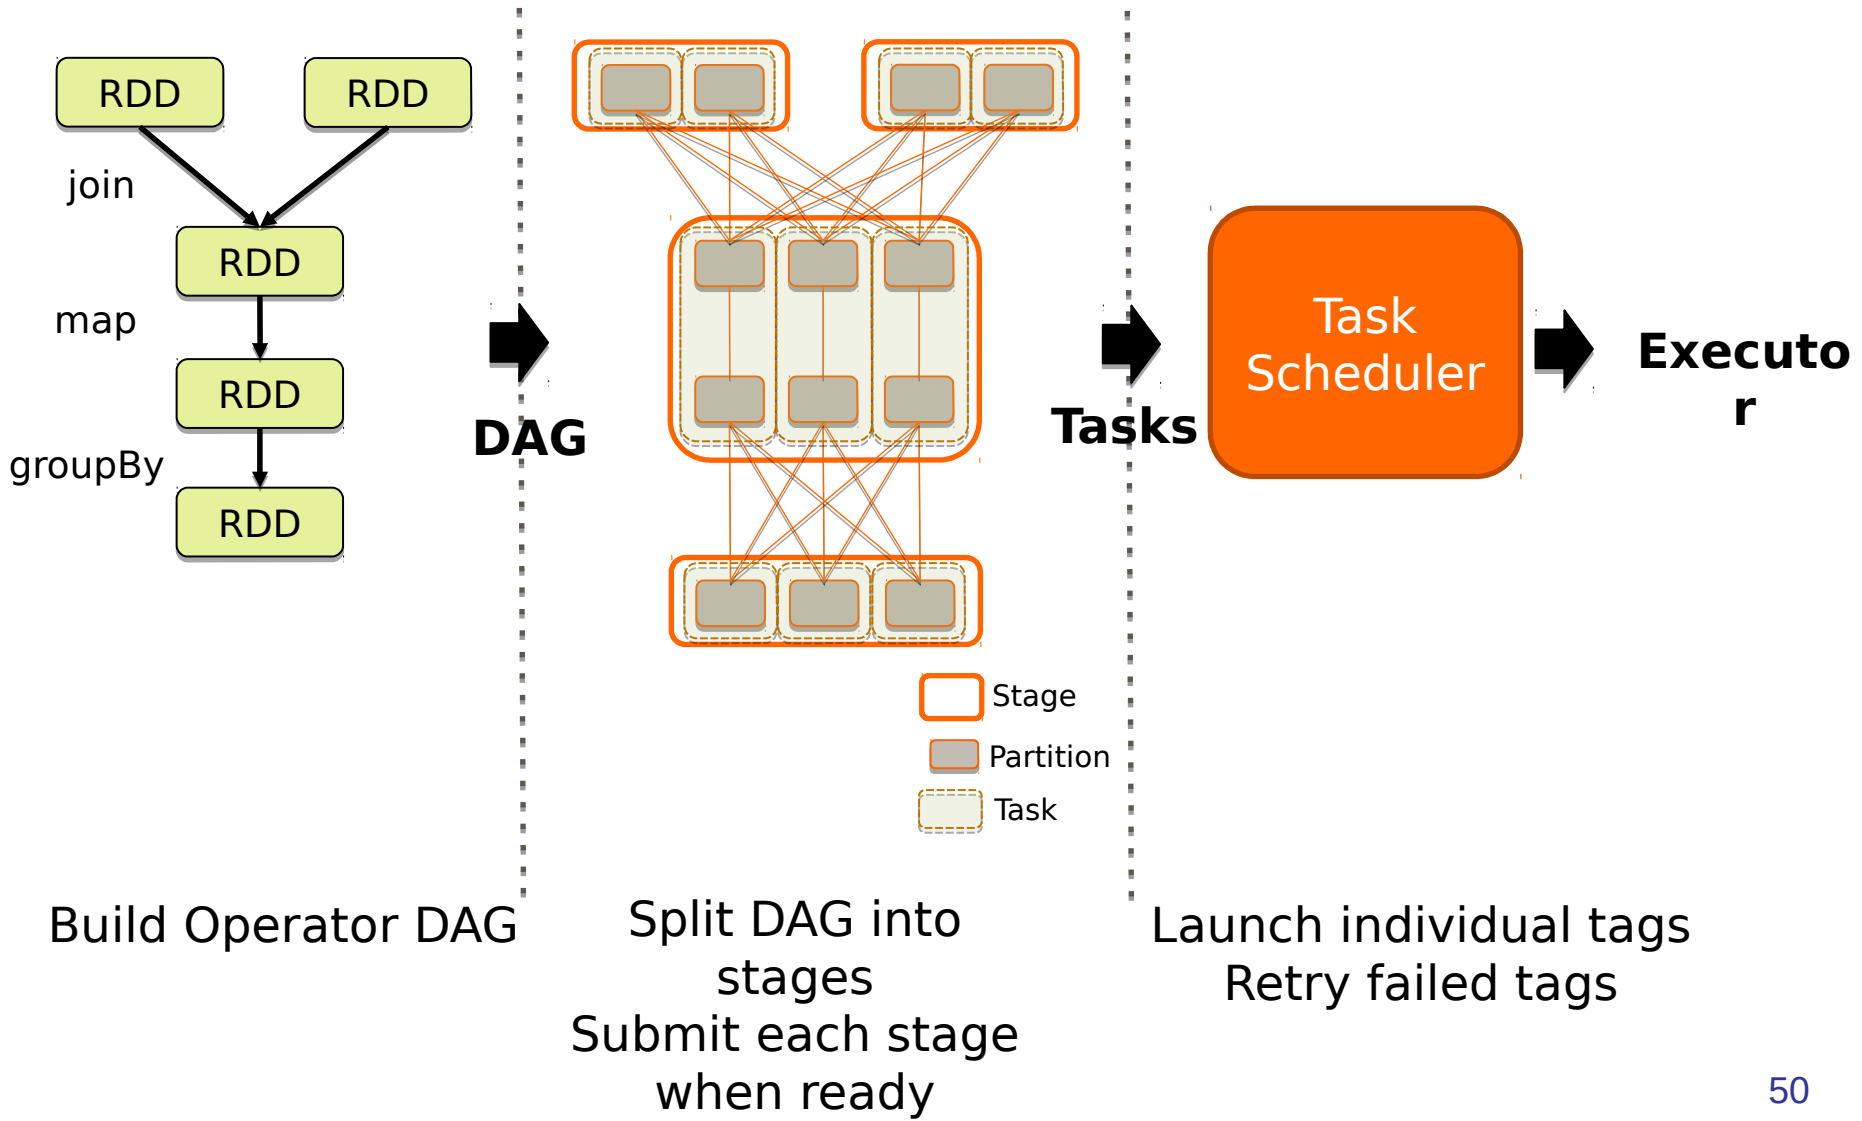 RDD
RDD
join
RDD
map
RDD
groupBy
RDD
DAG
Stage
Partition
Task
Tasks
Task
Scheduler
Executo
r
Build Operator DAG
Split DAG into
stages
Submit each stage
when ready
Launch individual tags
Retry failed tags
50